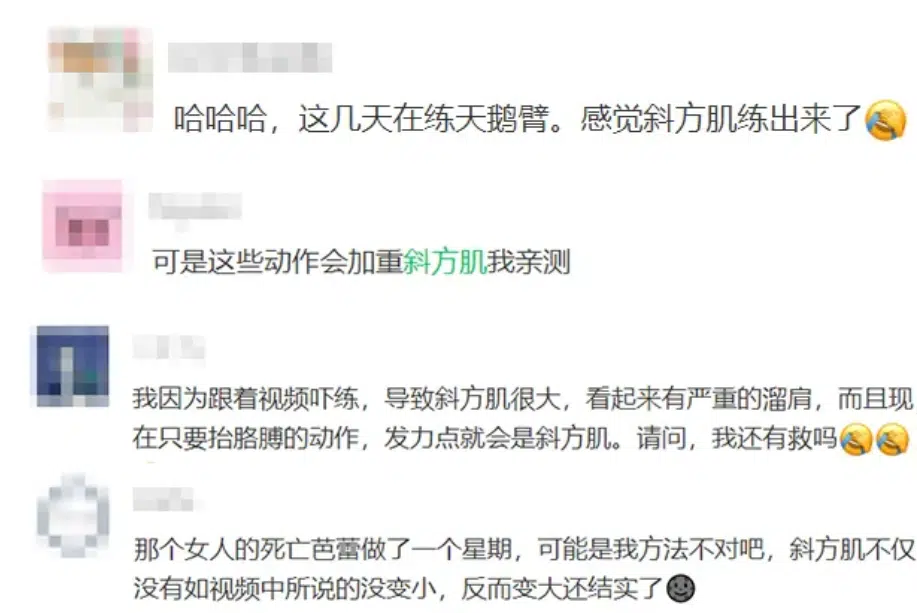 哈哈哈，这几天在练天鹅臂。感觉斜方肌练出来了🤦
可是这些动作会加重斜方肌我亲测
我因为跟着视频吓练，导致斜方肌很大，看起来有严重的溜肩，而且现
在只要抬胳膊的动作，发力点就会是斜方肌。请问，我还有救吗🤦🤦
那个女人的死亡芭蕾做了一个星期，可能是我方法不对吧，斜方肌不仅
没有如视频中所说的没变小，反而变大还结实了🌚